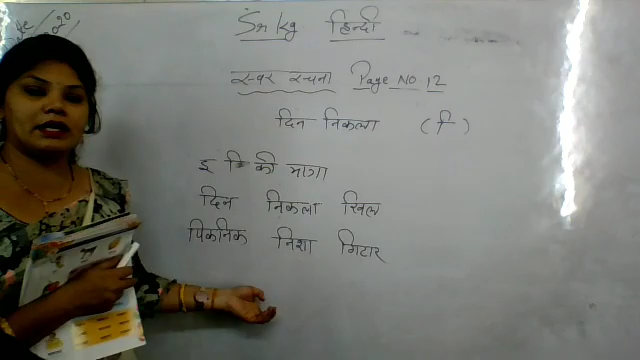 Sr kg हिन्दी
स्वर रचना Page No 12
दिन निकला (ि)
इ ि की मात्रा
दिन निकला खिल
पिकनिक निशा गिटार